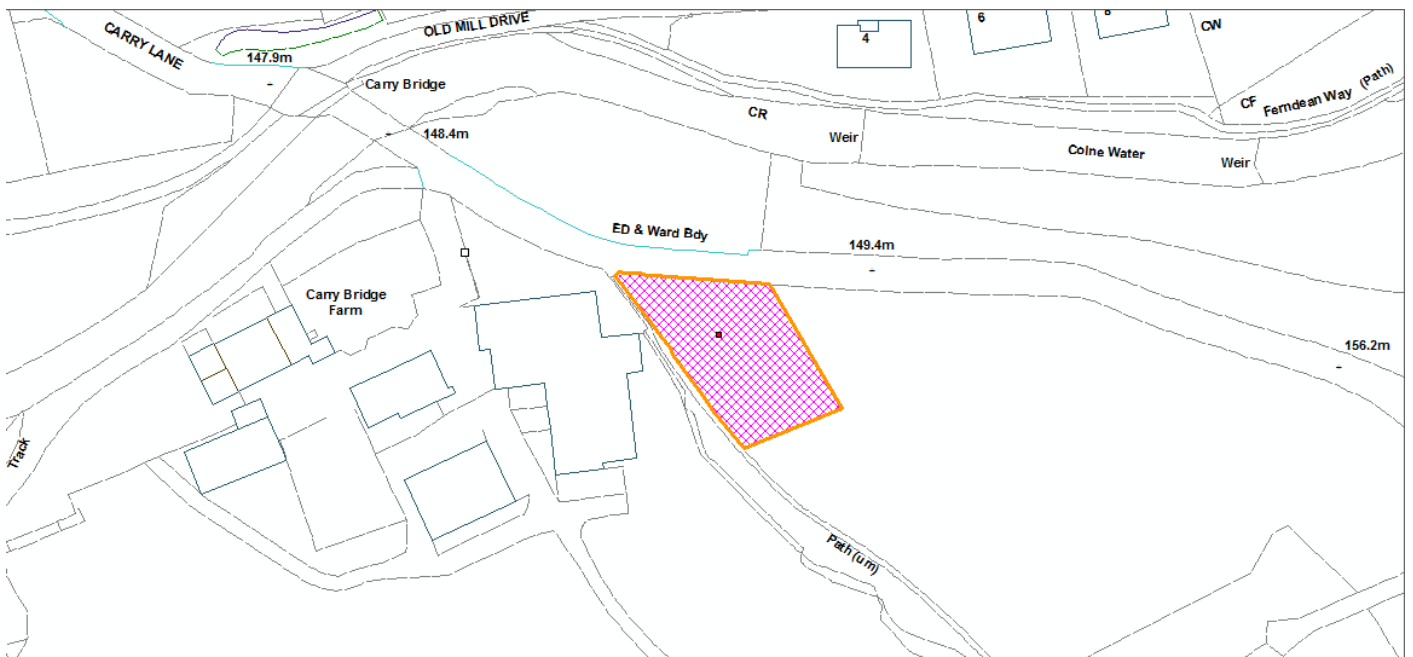 OLD MILL DRIVE
CARRY LANE
147.9m
4
6
8
CW
Carry Bridge
148.4m
CR
Weir
Colne Water
Weir
CF
Ferndean Way (Path)
ED & Ward Bdy
149.4m
Carry Bridge
Farm
156.2m
Track
Path (um)